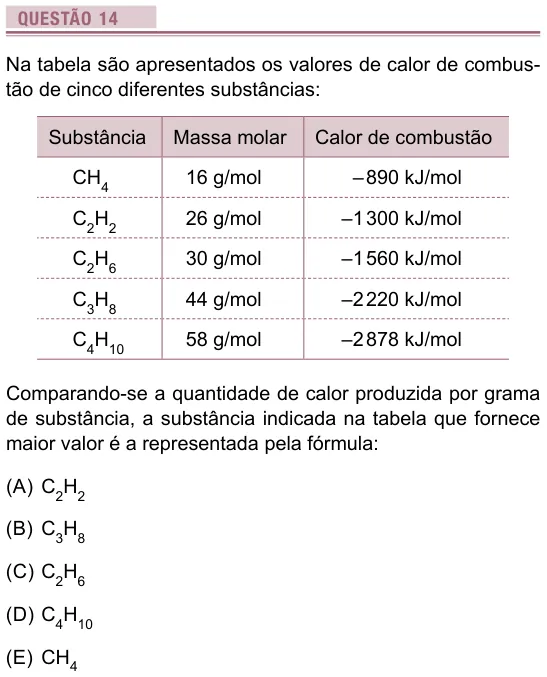 QUESTÃO 14
Na tabela são apresentados os valores de calor de combus-
tão de cinco diferentes substâncias:
Substância Massa molar Calor de combustão
CH₄ 16 g/mol –890 kJ/mol
C₂H₂ 26 g/mol –1 300 kJ/mol
C₂H₆ 30 g/mol –1 560 kJ/mol
C₃H₈ 44 g/mol –2 220 kJ/mol
C₄H₁₀ 58 g/mol –2 878 kJ/mol
Comparando-se a quantidade de calor produzida por grama
de substância, a substância indicada na tabela que fornece
maior valor é a representada pela fórmula:
(A) C₂H₂
(B) C₃H₈
(C) C₂H₆
(D) C₄H₁₀
(E) CH₄